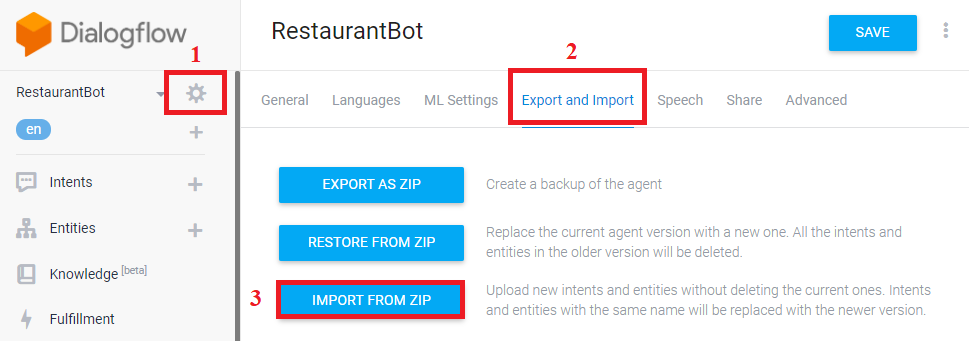 Dialogflow
1
RestaurantBot
en
Intents
Entities
Knowledge [beta]
Fulfillment
RestaurantBot
SAVE
2
General Languages ML Settings Export and Import Speech Share Advanced
EXPORT AS ZIP
Create a backup of the agent
RESTORE FROM ZIP
Replace the current agent version with a new one. All the intents and
entities in the older version will be deleted.
3
IMPORT FROM ZIP
Upload new intents and entities without deleting the current ones. Intents
and entities with the same name will be replaced with the newer version.